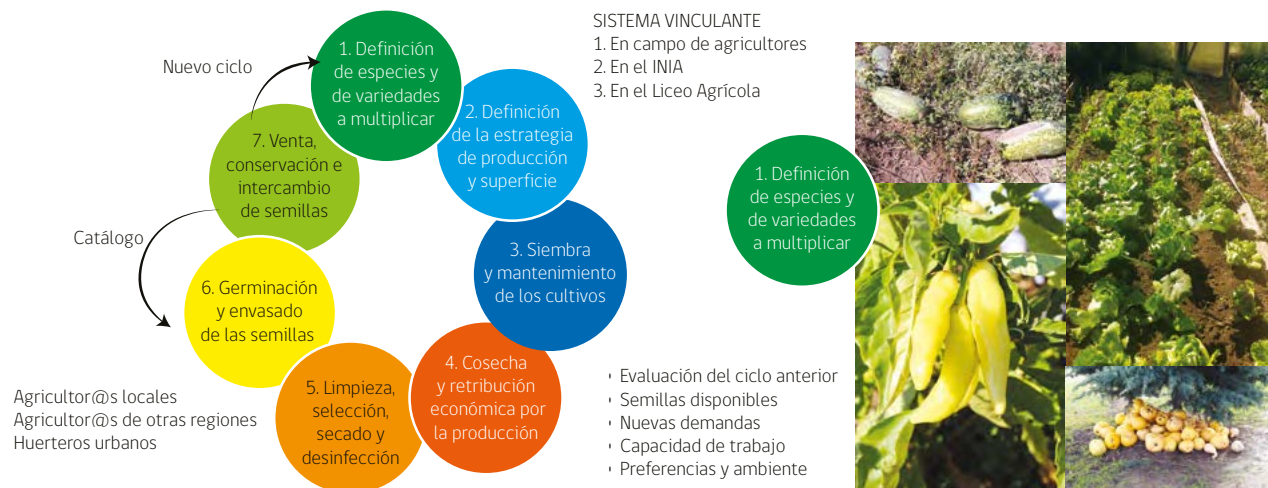 Nuevo ciclo
1. Definición
de especies y
de variedades
a multiplicar
2. Definición
de la estrategia
de producción
y superficie
3. Siembra
y mantenimiento
de los cultivos
4. Cosecha
y retribución
económica por
la producción
5. Limpieza,
selección,
secado y
desinfección
6. Germinación
y envasado
de las semillas
7. Venta,
conservación e
intercambio
de semillas
Catálogo
Agricultor@s locales
Agricultor@s de otras regiones
Huerteros urbanos
SISTEMA VINCULANTE
1. En campo de agricultores
2. En el INIA
3. En el Liceo Agrícola
1. Definición
de especies y
de variedades
a multiplicar
· Evaluación del ciclo anterior
· Semillas disponibles
· Nuevas demandas
· Capacidad de trabajo
· Preferencias y ambiente